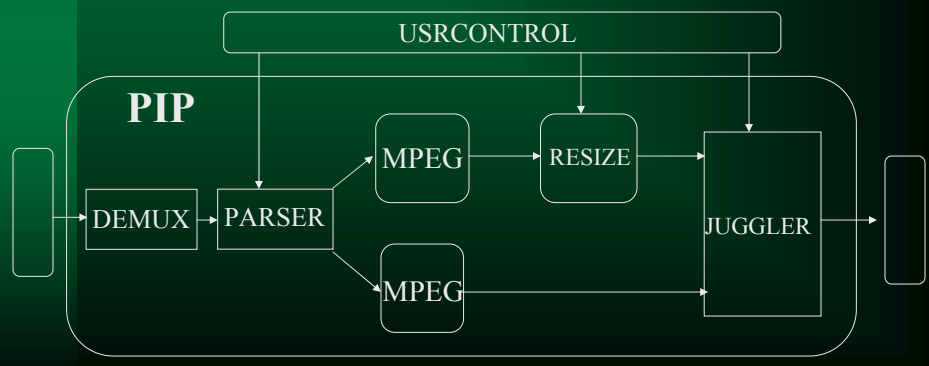 USRCONTROL
PIP
MPEG
RESIZE
DEMUX
PARSER
JUGGLER
MPEG